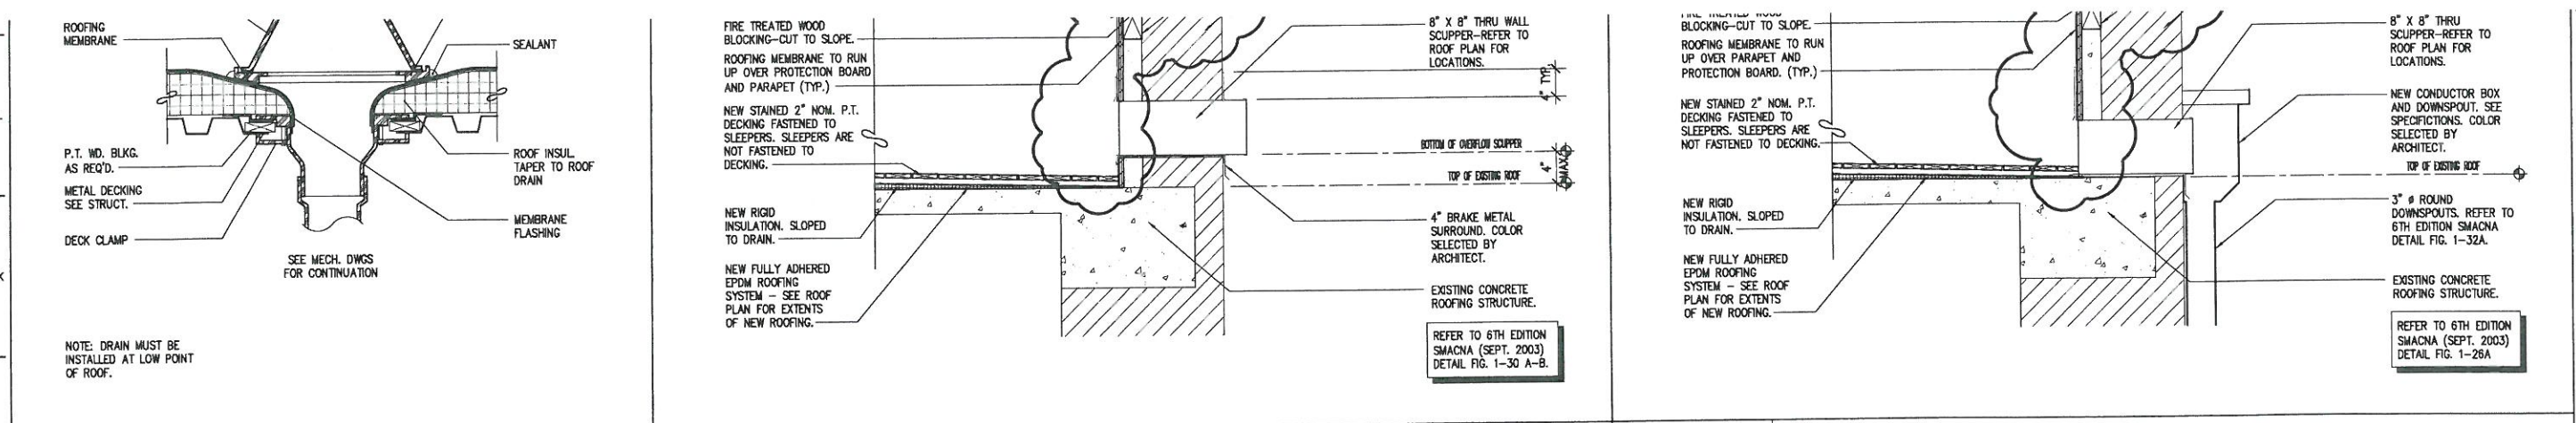 ROOFING
MEMBRANE
SEALANT
P.T. WD. BLKG.
AS REQ'D.
METAL DECKING
SEE STRUCT.
DECK CLAMP
ROOF INSUL.
TAPER TO ROOF
DRAIN
MEMBRANE
FLASHING
SEE MECH. DWGS
FOR CONTINUATION
NOTE: DRAIN MUST BE
INSTALLED AT LOW POINT
OF ROOF.
FIRE TREATED WOOD
BLOCKING-CUT TO SLOPE.
ROOFING MEMBRANE TO RUN
UP OVER PROTECTION BOARD
AND PARAPET (TYP.)
NEW STAINED 2" NOM. P.T.
DECKING FASTENED TO
SLEEPERS. SLEEPERS ARE
NOT FASTENED TO
DECKING.
NEW RIGID
INSULATION. SLOPED
TO DRAIN.
NEW FULLY ADHERED
EPDM ROOFING
SYSTEM - SEE ROOF
PLAN FOR EXTENTS
OF NEW ROOFING.
8" X 8" THRU WALL
SCUPPER-REFER TO
ROOF PLAN FOR
LOCATIONS.
4" TYP.
BOTTOM OF OVERFLOW SCUPPER
4"
MAX
TOP OF EXISTING ROOF
4" BRAKE METAL
SURROUND. COLOR
SELECTED BY
ARCHITECT.
EXISTING CONCRETE
ROOFING STRUCTURE.
REFER TO 6TH EDITION
SMACNA (SEPT. 2003)
DETAIL FIG. 1-30 A-B.
FIRE TREATED WOOD
BLOCKING-CUT TO SLOPE.
ROOFING MEMBRANE TO RUN
UP OVER PARAPET AND
PROTECTION BOARD. (TYP.)
NEW STAINED 2" NOM. P.T.
DECKING FASTENED TO
SLEEPERS. SLEEPERS ARE
NOT FASTENED TO DECKING.
NEW RIGID
INSULATION. SLOPED
TO DRAIN.
NEW FULLY ADHERED
EPDM ROOFING
SYSTEM - SEE ROOF
PLAN FOR EXTENTS
OF NEW ROOFING.
8" X 8" THRU
SCUPPER-REFER TO
ROOF PLAN FOR
LOCATIONS.
NEW CONDUCTOR BOX
AND DOWNSPOUT. SEE
SPECIFICTIONS. COLOR
SELECTED BY
ARCHITECT.
TOP OF EXISTING ROOF
3" ø ROUND
DOWNSPOUTS. REFER TO
6TH EDITION SMACNA
DETAIL FIG. 1-32A.
EXISTING CONCRETE
ROOFING STRUCTURE.
REFER TO 6TH EDITION
SMACNA (SEPT. 2003)
DETAIL FIG. 1-26A